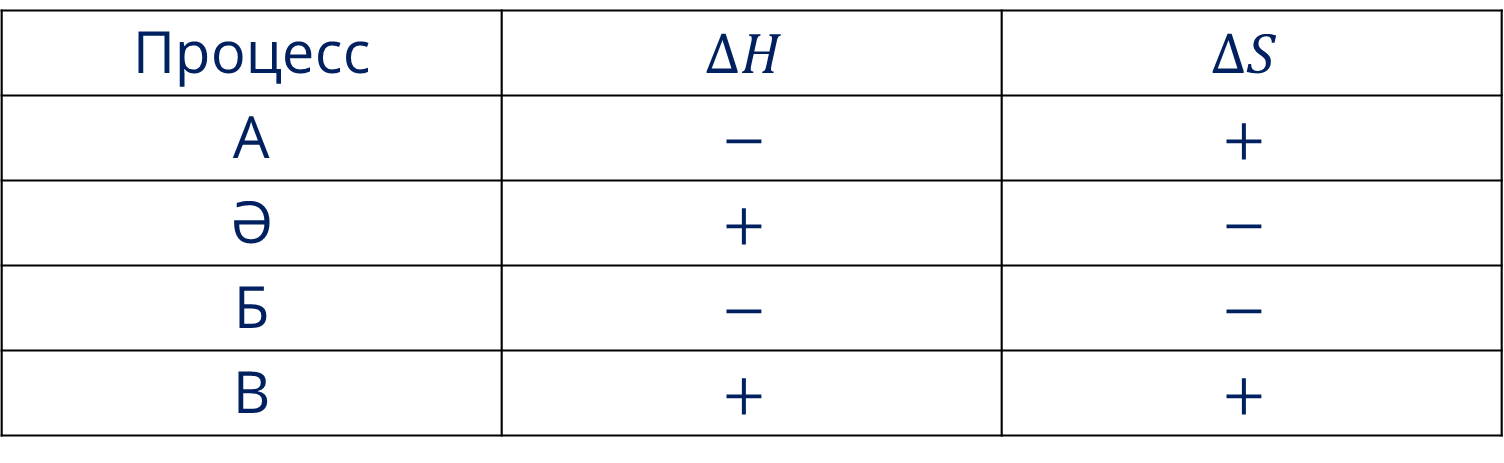 Процесс ΔH ΔS
А − +
Ә + −
Б − −
В + +